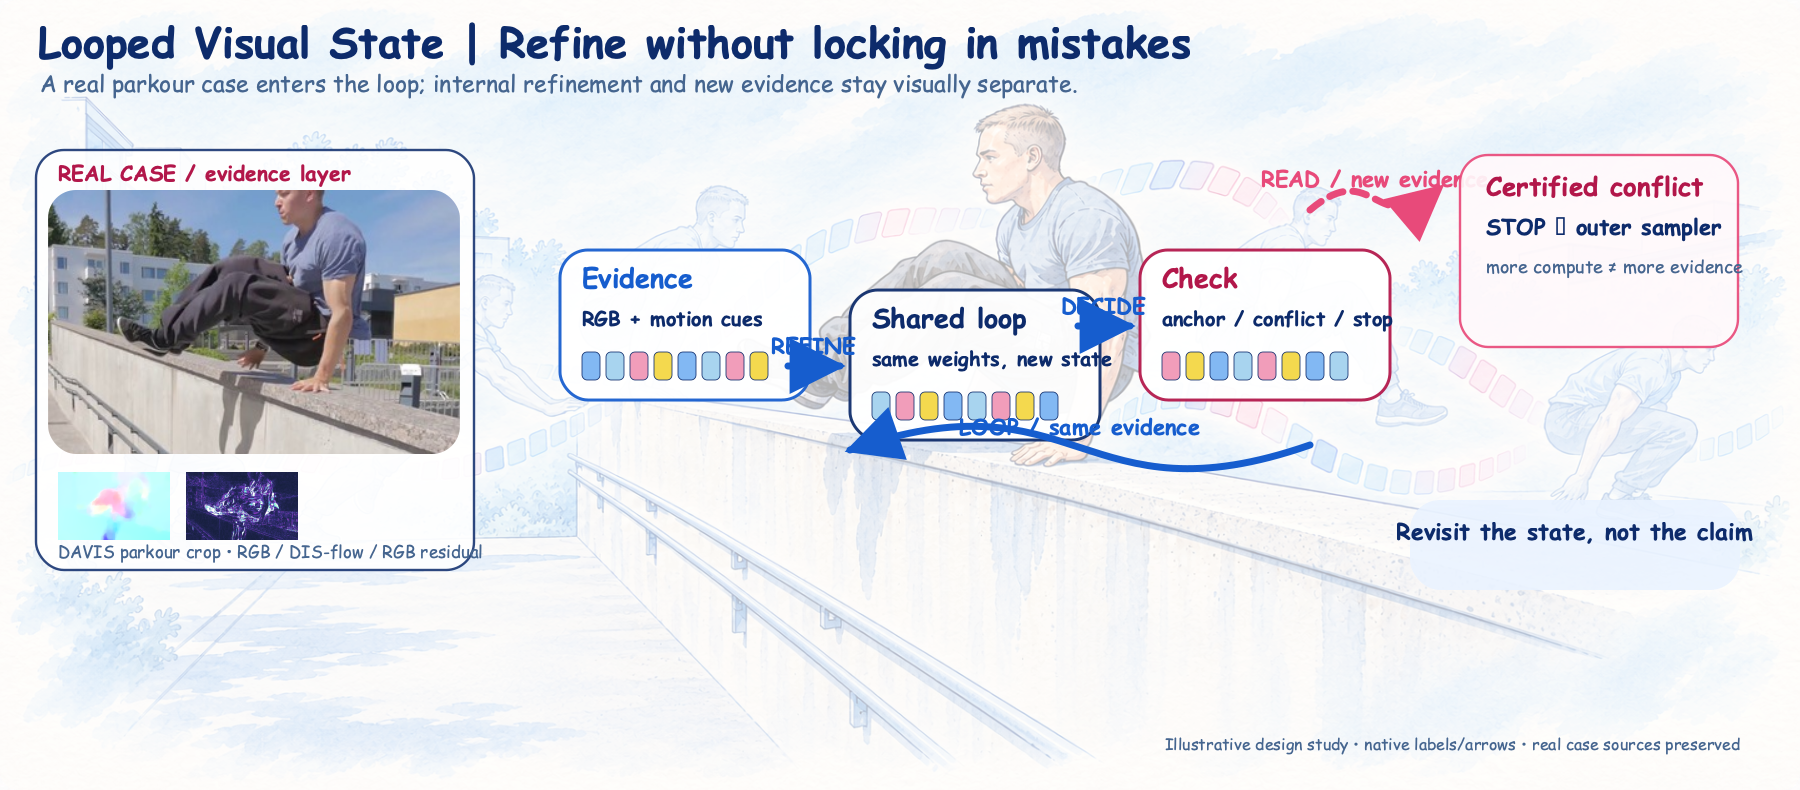 Looped Visual State | Refine without locking in mistakes
A real parkour case enters the loop; internal refinement and new evidence stay visually separate.
REAL CASE / evidence layer
DAVIS parkour crop • RGB / DIS-flow / RGB residual
Evidence
RGB + motion cues
REFINE
Shared loop
same weights, new state
LOOP / same evidence
DECIDE
Check
anchor / conflict / stop
READ / new evidence
Certified conflict
STOP ▯ outer sampler
more compute ≠ more evidence
Revisit the state, not the claim
Illustrative design study • native labels/arrows • real case sources preserved